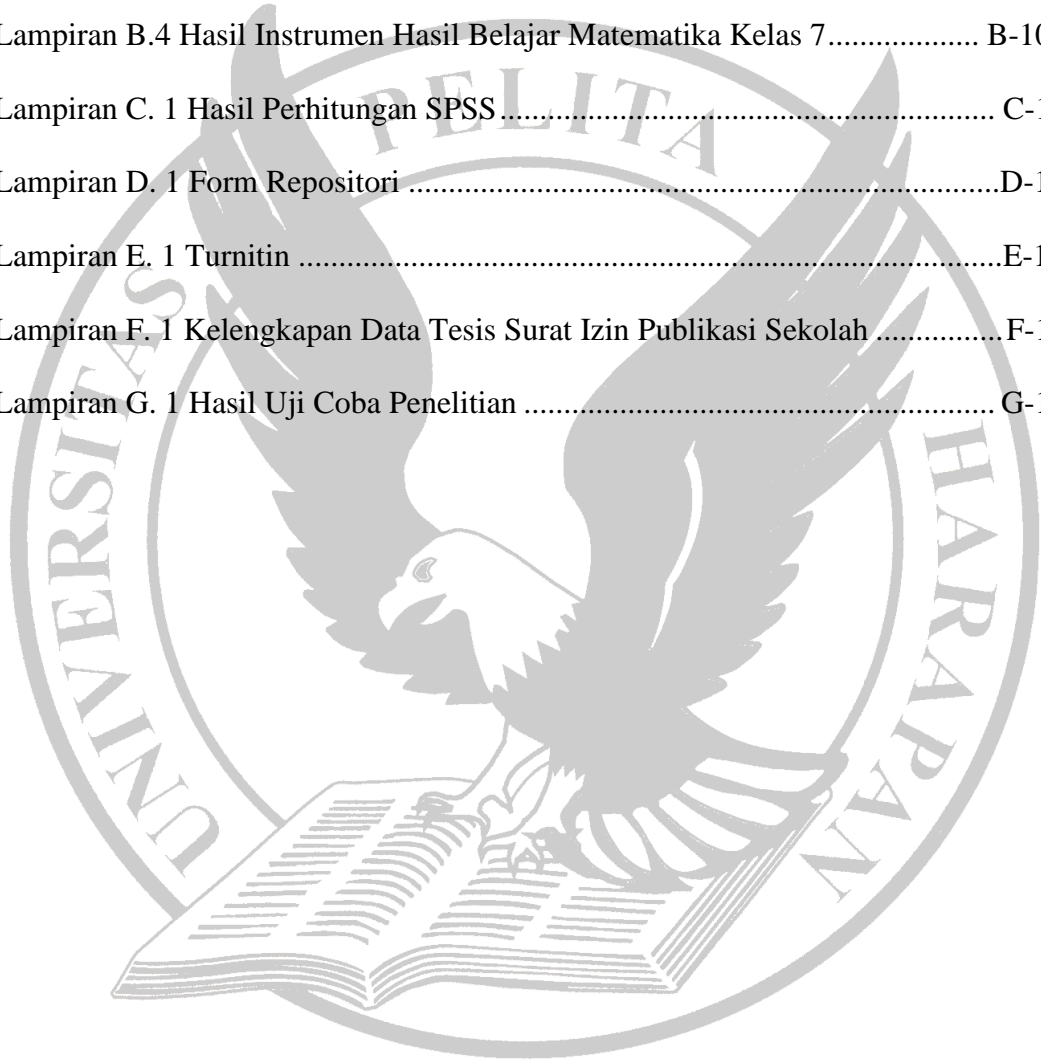 Lampiran B.4 Hasil Instrumen Hasil Belajar Matematika Kelas 7................... B-10
Lampiran C. 1 Hasil Perhitungan SPSS.............................................................. C-1
Lampiran D. 1 Form Repositori ..........................................................................D-1
Lampiran E. 1 Turnitin ........................................................................................E-1
Lampiran F. 1 Kelengkapan Data Tesis Surat Izin Publikasi Sekolah ................F-1
Lampiran G. 1 Hasil Uji Coba Penelitian ........................................................... G-1
UNIVERSITAS PELITA HARAPAN